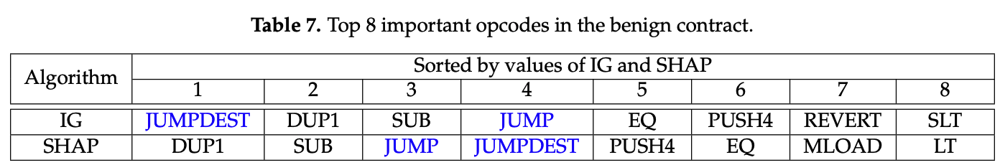 Table 7. Top 8 important opcodes in the benign contract.
Algorithm Sorted by values of IG and SHAP
1 2 3 4 5 6 7 8
IG JUMPDEST DUP1 SUB JUMP EQ PUSH4 REVERT SLT
SHAP DUP1 SUB JUMP JUMPDEST PUSH4 EQ MLOAD LT